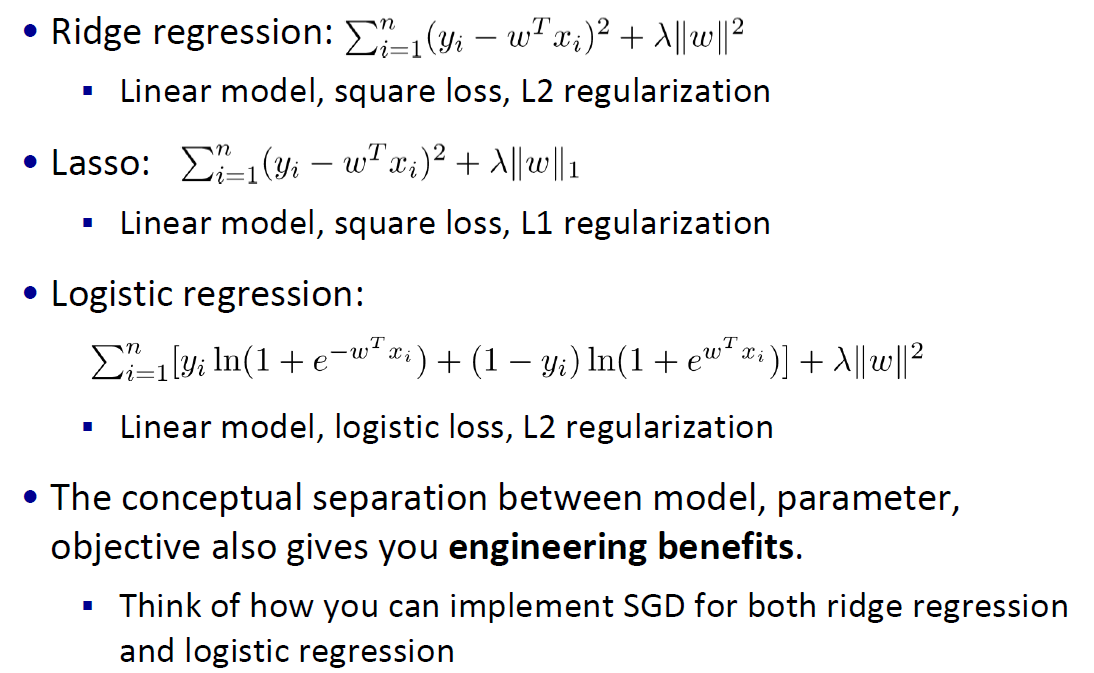 • Ridge regression: $\sum_{i=1}^{n}(y_i - w^T x_i)^2 + \lambda\|w\|^2$
▪ Linear model, square loss, L2 regularization
• Lasso: $\sum_{i=1}^{n}(y_i - w^T x_i)^2 + \lambda\|w\|_1$
▪ Linear model, square loss, L1 regularization
• Logistic regression:
$\sum_{i=1}^{n}[y_i \ln(1 + e^{-w^T x_i}) + (1 - y_i) \ln(1 + e^{w^T x_i})] + \lambda\|w\|^2$
▪ Linear model, logistic loss, L2 regularization
• The conceptual separation between model, parameter,
objective also gives you engineering benefits.
▪ Think of how you can implement SGD for both ridge regression
and logistic regression